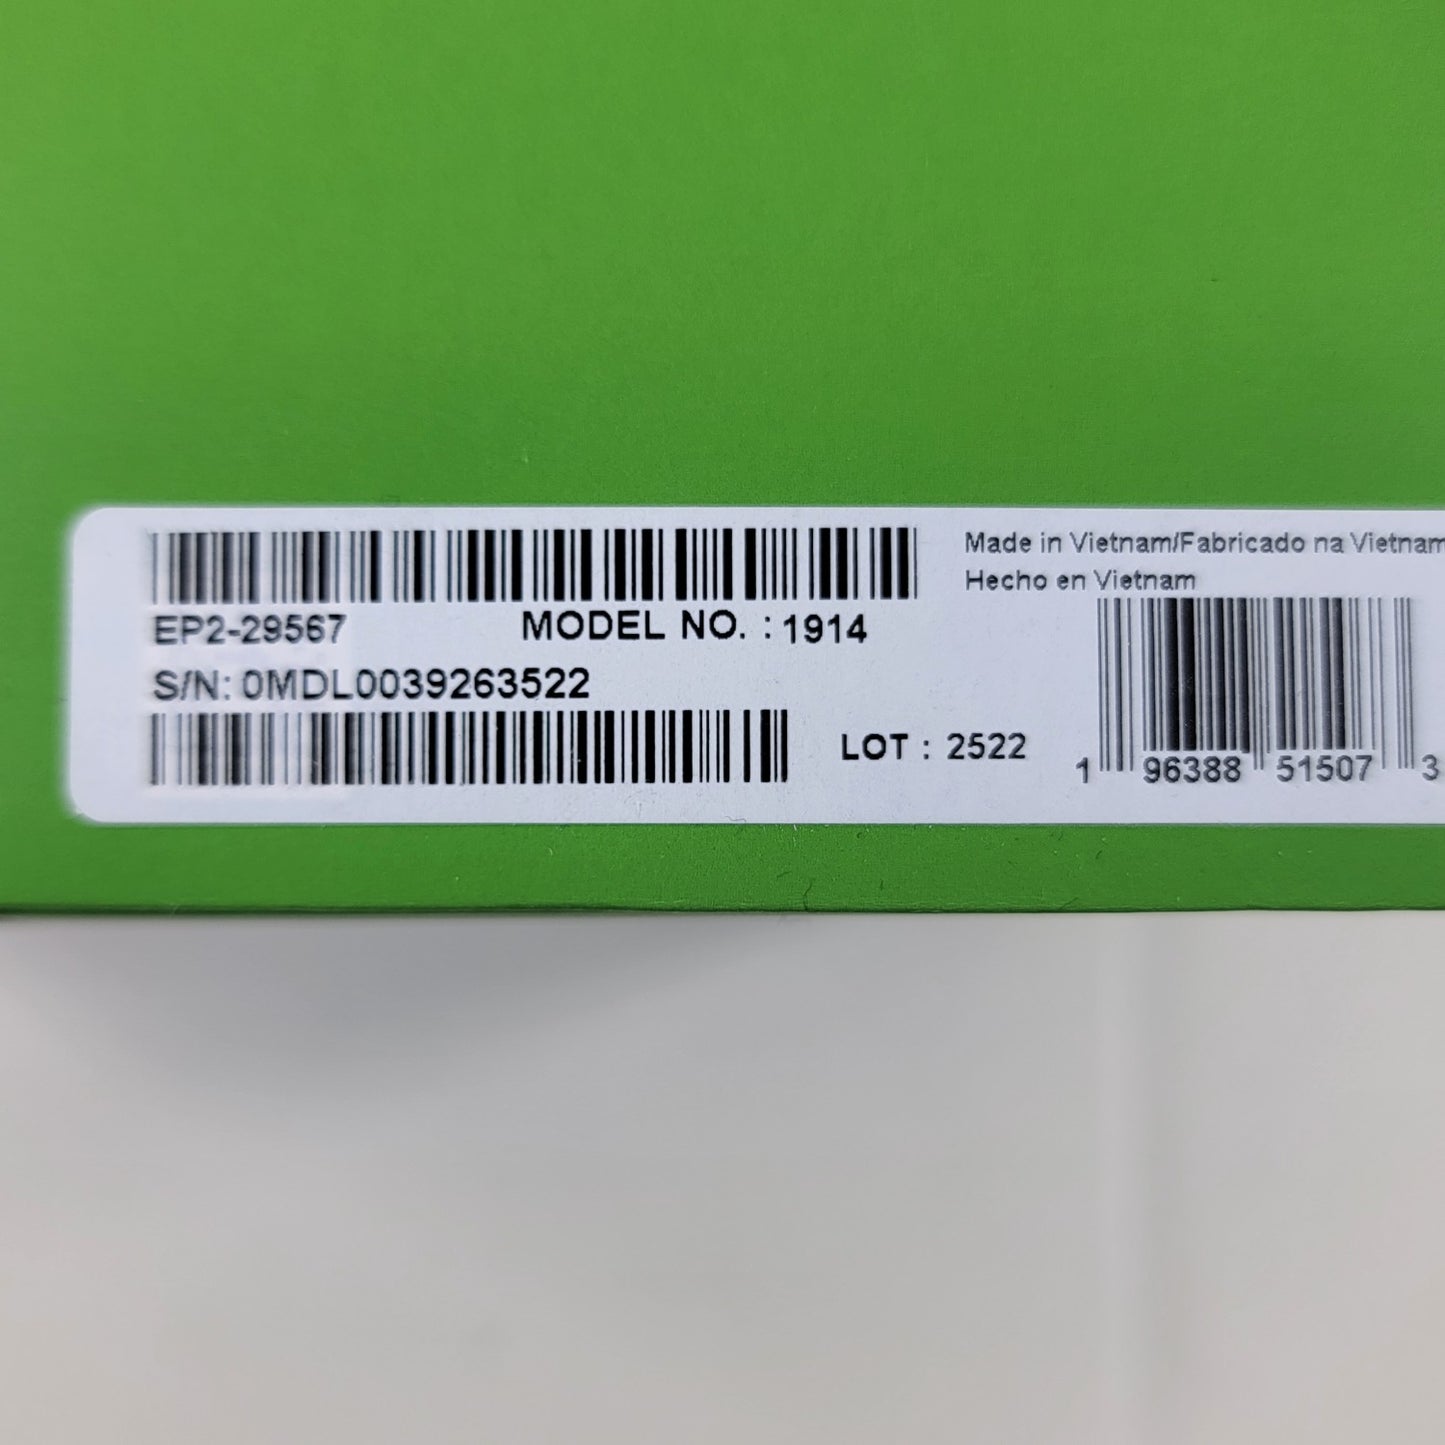 Made in Vietnam/Fabricado na Vietnam
Hecho en Vietnam
EP2-29567 MODEL NO. : 1914
S/N: 0MDL0039263522
LOT : 2522
1 96388 51507 3